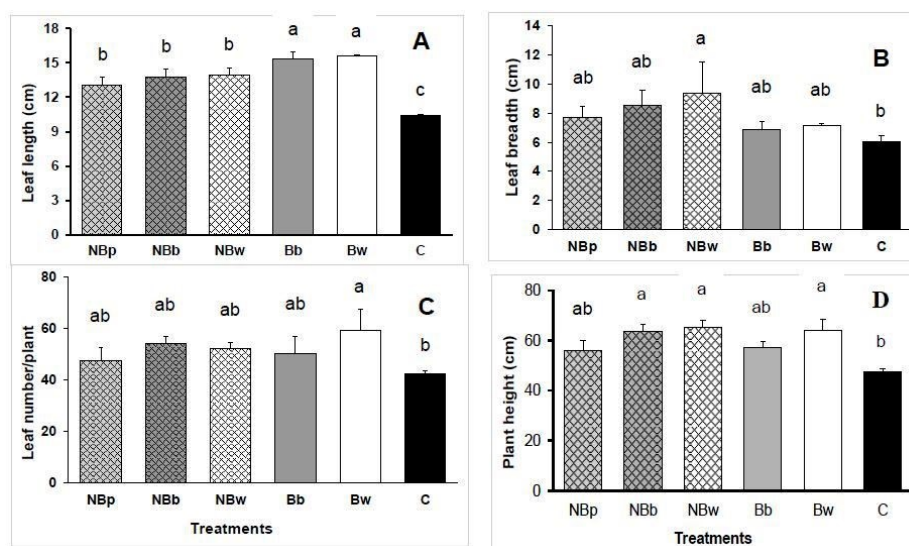 A
Leaf length (cm)
18
15
12
9
6
3
0
b b b a a c
NBp NBb NBw Bb Bw C
B
Leaf breadth (cm)
14
12
10
8
6
4
2
0
ab ab a ab ab b
NBp NBb NBw Bb Bw C
C
Leaf number/plant
80
60
40
20
0
ab ab ab ab a b
NBp NBb NBw Bb Bw C
Treatments
D
Plant height (cm)
80
60
40
20
0
ab a a ab a b
NBp NBb NBw Bb Bw C
Treatments